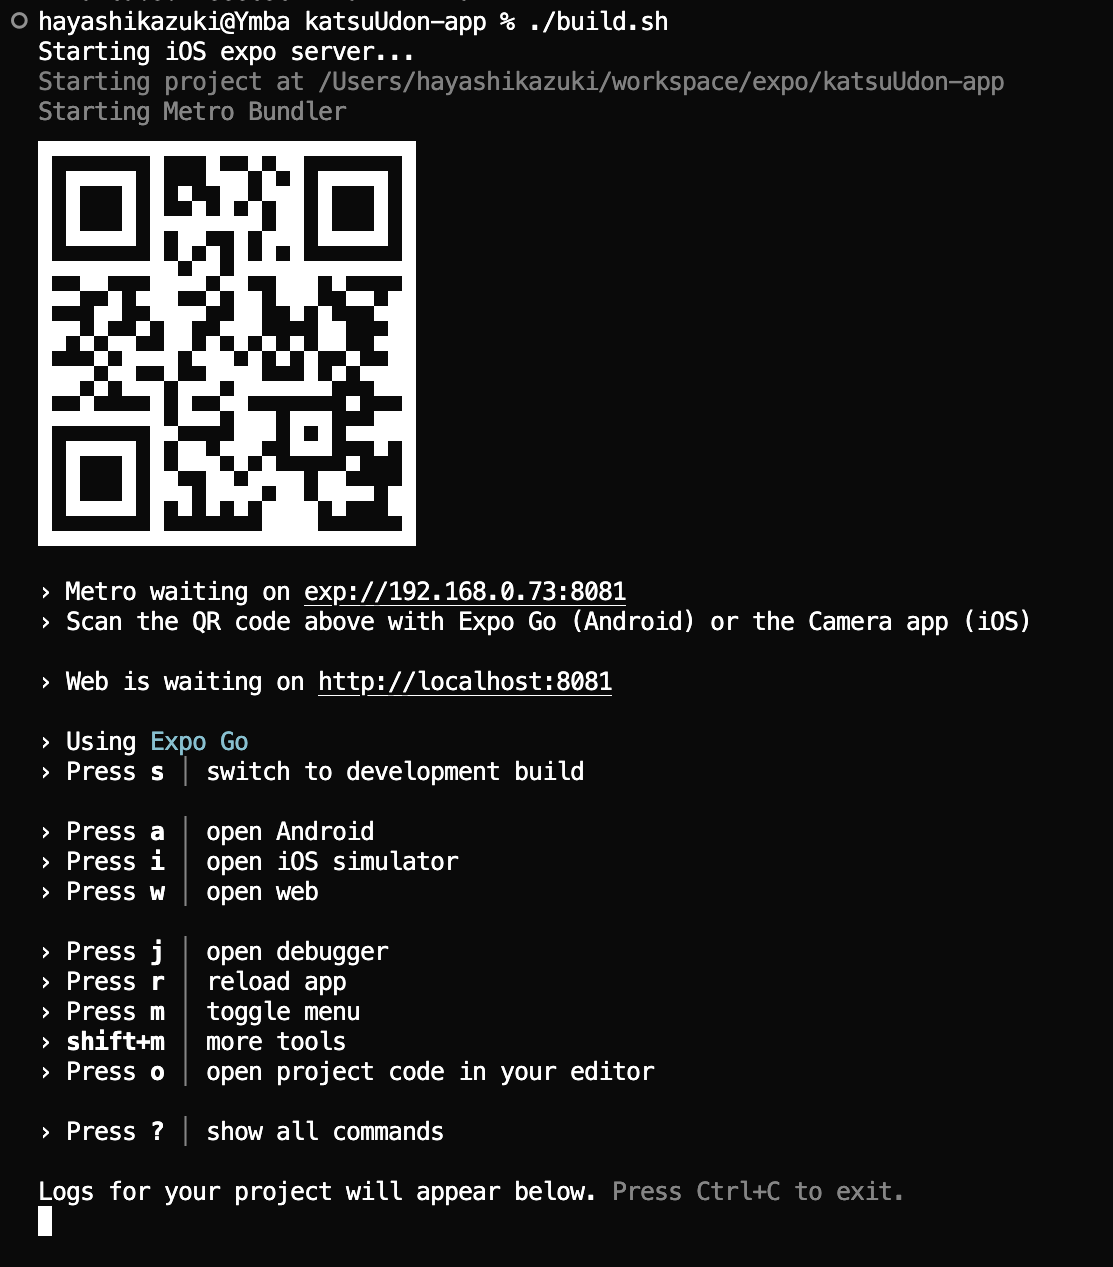 hayashikazuki@Ymba katsuUdon-app % ./build.sh
Starting iOS expo server...
Starting project at /Users/hayashikazuki/workspace/expo/katsuUdon-app
Starting Metro Bundler
› Metro waiting on exp://192.168.0.73:8081
› Scan the QR code above with Expo Go (Android) or the Camera app (iOS)
› Web is waiting on http://localhost:8081
› Using Expo Go
› Press s │ switch to development build
› Press a │ open Android
› Press i │ open iOS simulator
› Press w │ open web
› Press j │ open debugger
› Press r │ reload app
› Press m │ toggle menu
› shift+m │ more tools
› Press o │ open project code in your editor
› Press ? │ show all commands
Logs for your project will appear below. Press Ctrl+C to exit.